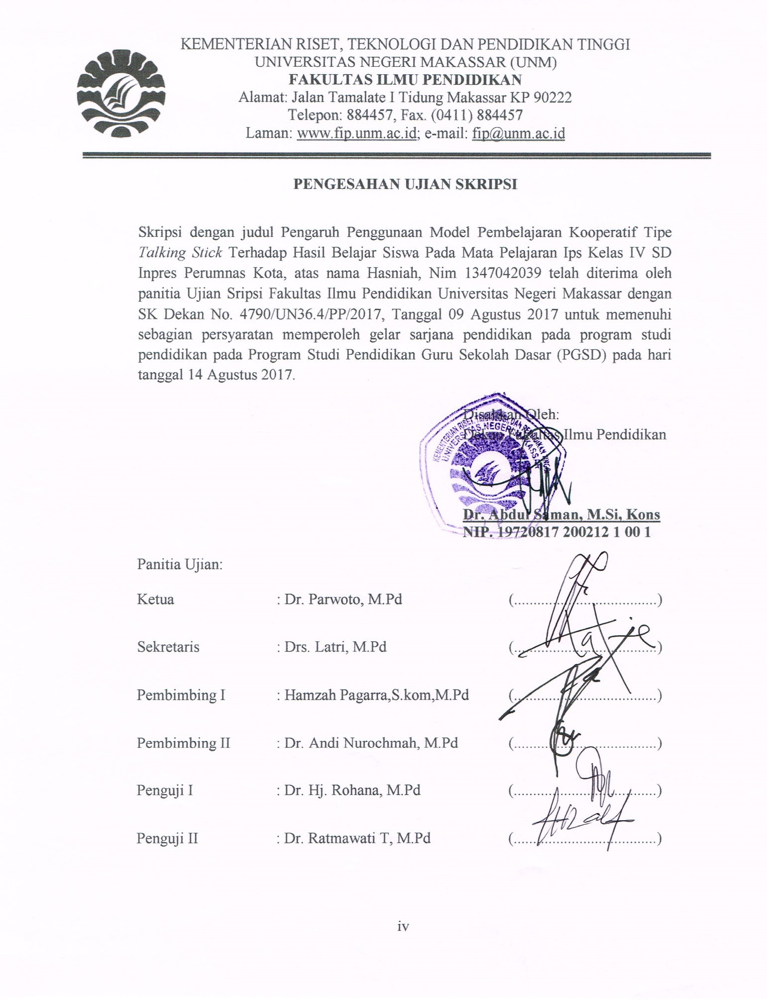 KEMENTERIAN RISET, TEKNOLOGI DAN PENDIDIKAN TINGGI
UNIVERSITAS NEGERI MAKASSAR (UNM)
FAKULTAS ILMU PENDIDIKAN
Alamat: Jalan Tamalate I Tidung Makassar KP 90222
Telepon: 884457, Fax. (0411) 884457
Laman: www.fip.unm.ac.id; e-mail: fip@unm.ac.id
PENGESAHAN UJIAN SKRIPSI
Skripsi dengan judul Pengaruh Penggunaan Model Pembelajaran Kooperatif Tipe
Talking Stick Terhadap Hasil Belajar Siswa Pada Mata Pelajaran Ips Kelas IV SD
Inpres Perumnas Kota, atas nama Hasniah, Nim 1347042039 telah diterima oleh
panitia Ujian Sripsi Fakultas Ilmu Pendidikan Universitas Negeri Makassar dengan
SK Dekan No. 4790/UN36.4/PP/2017, Tanggal 09 Agustus 2017 untuk memenuhi
sebagian persyaratan memperoleh gelar sarjana pendidikan pada program studi
pendidikan pada Program Studi Pendidikan Guru Sekolah Dasar (PGSD) pada hari
tanggal 14 Agustus 2017.
Disahkan Oleh:
Dekan Fakultas Ilmu Pendidikan
KEMENTERIAN RISET, TEKNOLOGI, DAN PENDIDIKAN TINGGI
UNIVERSITAS NEGERI MAKASSAR
Dr. Abdul Saman, M.Si, Kons
NIP. 19720817 200212 1 00 1
Panitia Ujian:
Ketua : Dr. Parwoto, M.Pd (....................................)
Sekretaris : Drs. Latri, M.Pd (....................................)
Pembimbing I : Hamzah Pagarra,S.kom,M.Pd (....................................)
Pembimbing II : Dr. Andi Nurochmah, M.Pd (....................................)
Penguji I : Dr. Hj. Rohana, M.Pd (....................................)
Penguji II : Dr. Ratmawati T, M.Pd (....................................)
iv